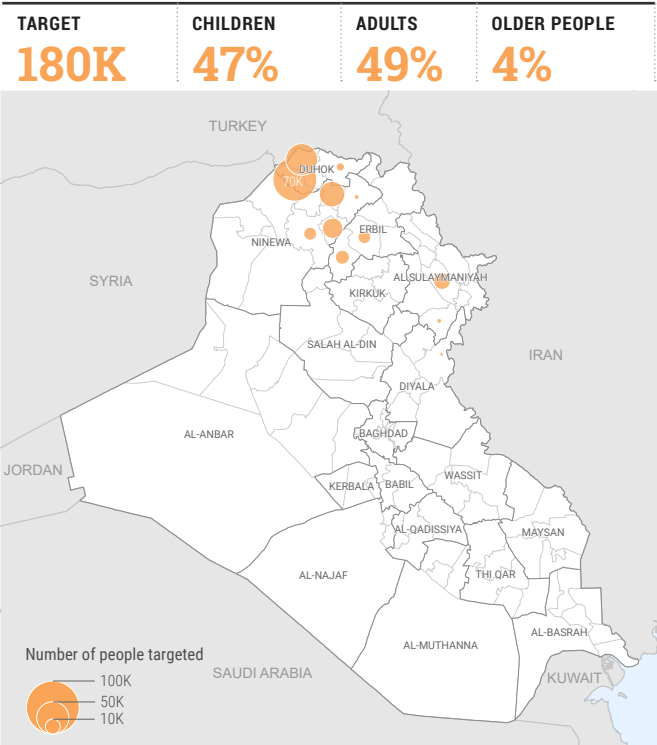 TARGET
180K
CHILDREN
47%
ADULTS
49%
OLDER PEOPLE
4%
TURKEY
DUHOK
70K
ERBIL
NINEWA
AL-SULAYMANIYAH
SYRIA
KIRKUK
SALAH AL-DIN
IRAN
DIYALA
AL-ANBAR
BAGHDAD
JORDAN
WASSIT
KERBALA
BABIL
AL-QADISSIYA
MAYSAN
AL-NAJAF
THI QAR
AL-BASRAH
AL-MUTHANNA
Number of people targeted
SAUDI ARABIA
KUWAIT
100K
50K
10K